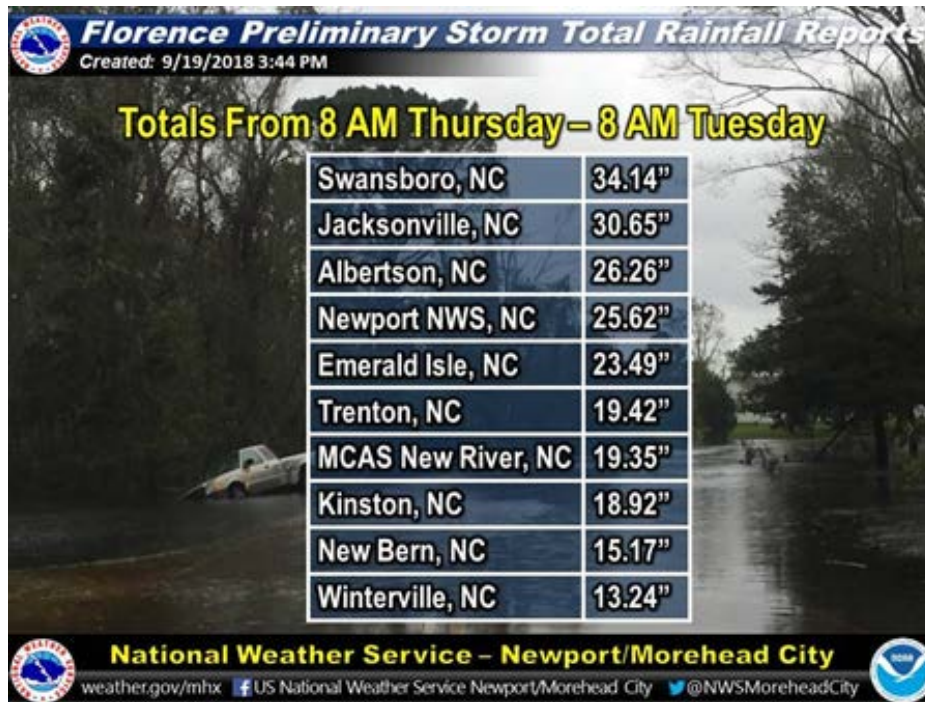 Florence Preliminary Storm Total Rainfall Reports
Created: 9/19/2018 3:44 PM
Totals From 8 AM Thursday – 8 AM Tuesday
Swansboro, NC 34.14”
Jacksonville, NC 30.65”
Albertson, NC 26.26”
Newport NWS, NC 25.62”
Emerald Isle, NC 23.49”
Trenton, NC 19.42”
MCAS New River, NC 19.35”
Kinston, NC 18.92”
New Bern, NC 15.17”
Winterville, NC 13.24”
National Weather Service – Newport/Morehead City
weather.gov/mhx f US National Weather Service Newport/Morehead City @NWSMoreheadCity